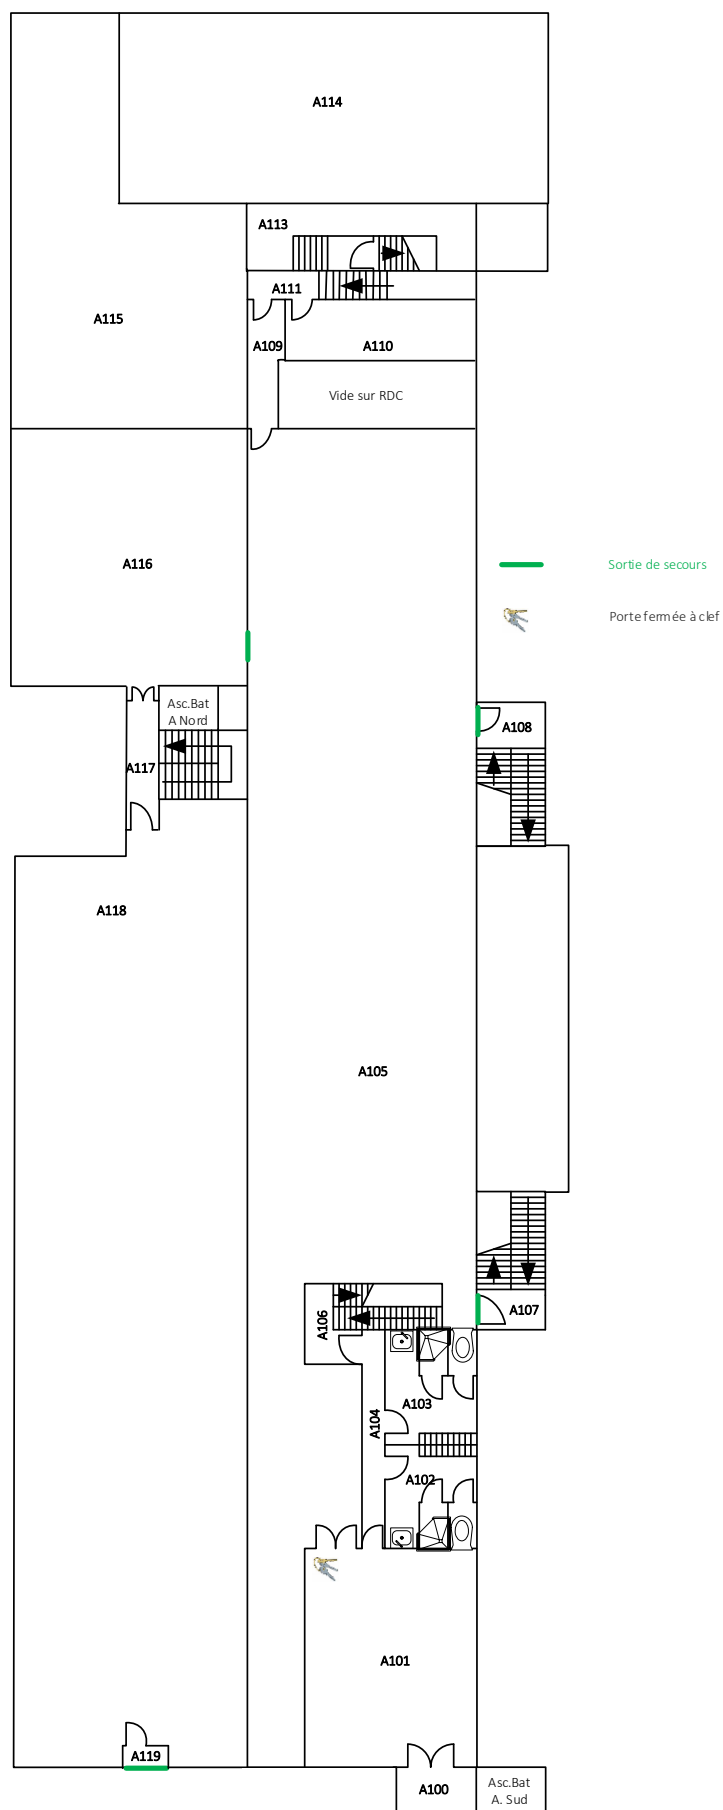 A114
A113
A111
A115
A109
A110
Vide sur RDC
A116
Sortie de secours
Porte fermée à clef
Asc.Bat
A Nord
A108
A117
A118
A105
A107
A106
A103
A104
A102
A101
A119
A100
Asc.Bat
A. Sud